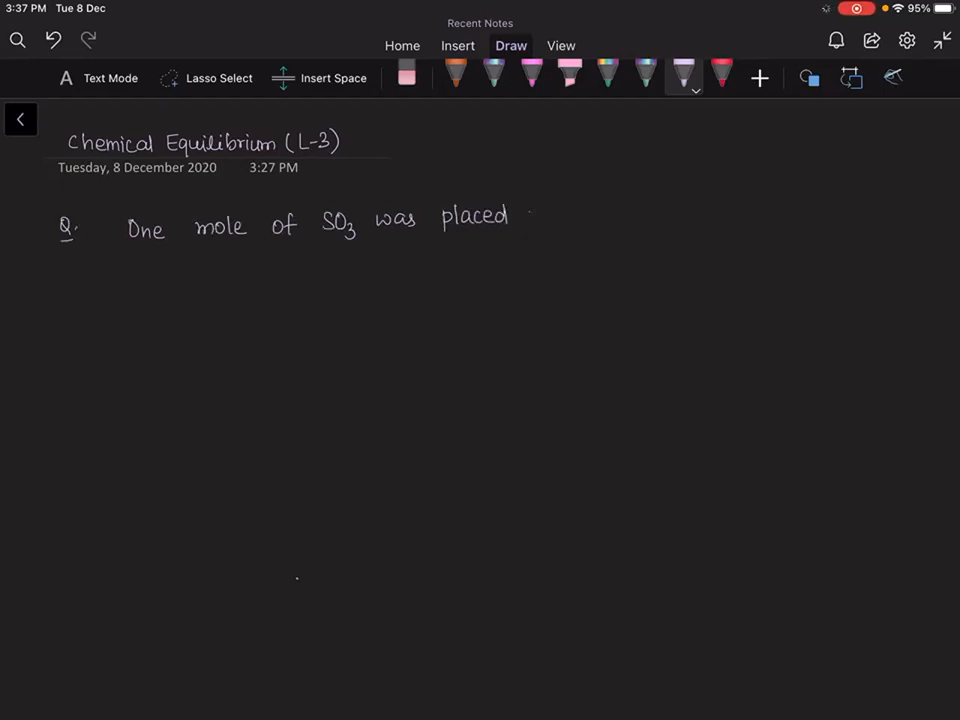 3:37 PM Tue 8 Dec 95%
Recent Notes
Home Insert Draw View
A Text Mode Lasso Select Insert Space
Chemical Equilibrium (L-3)
Tuesday, 8 December 2020 3:27 PM
Q. One mole of SO₃ was placed